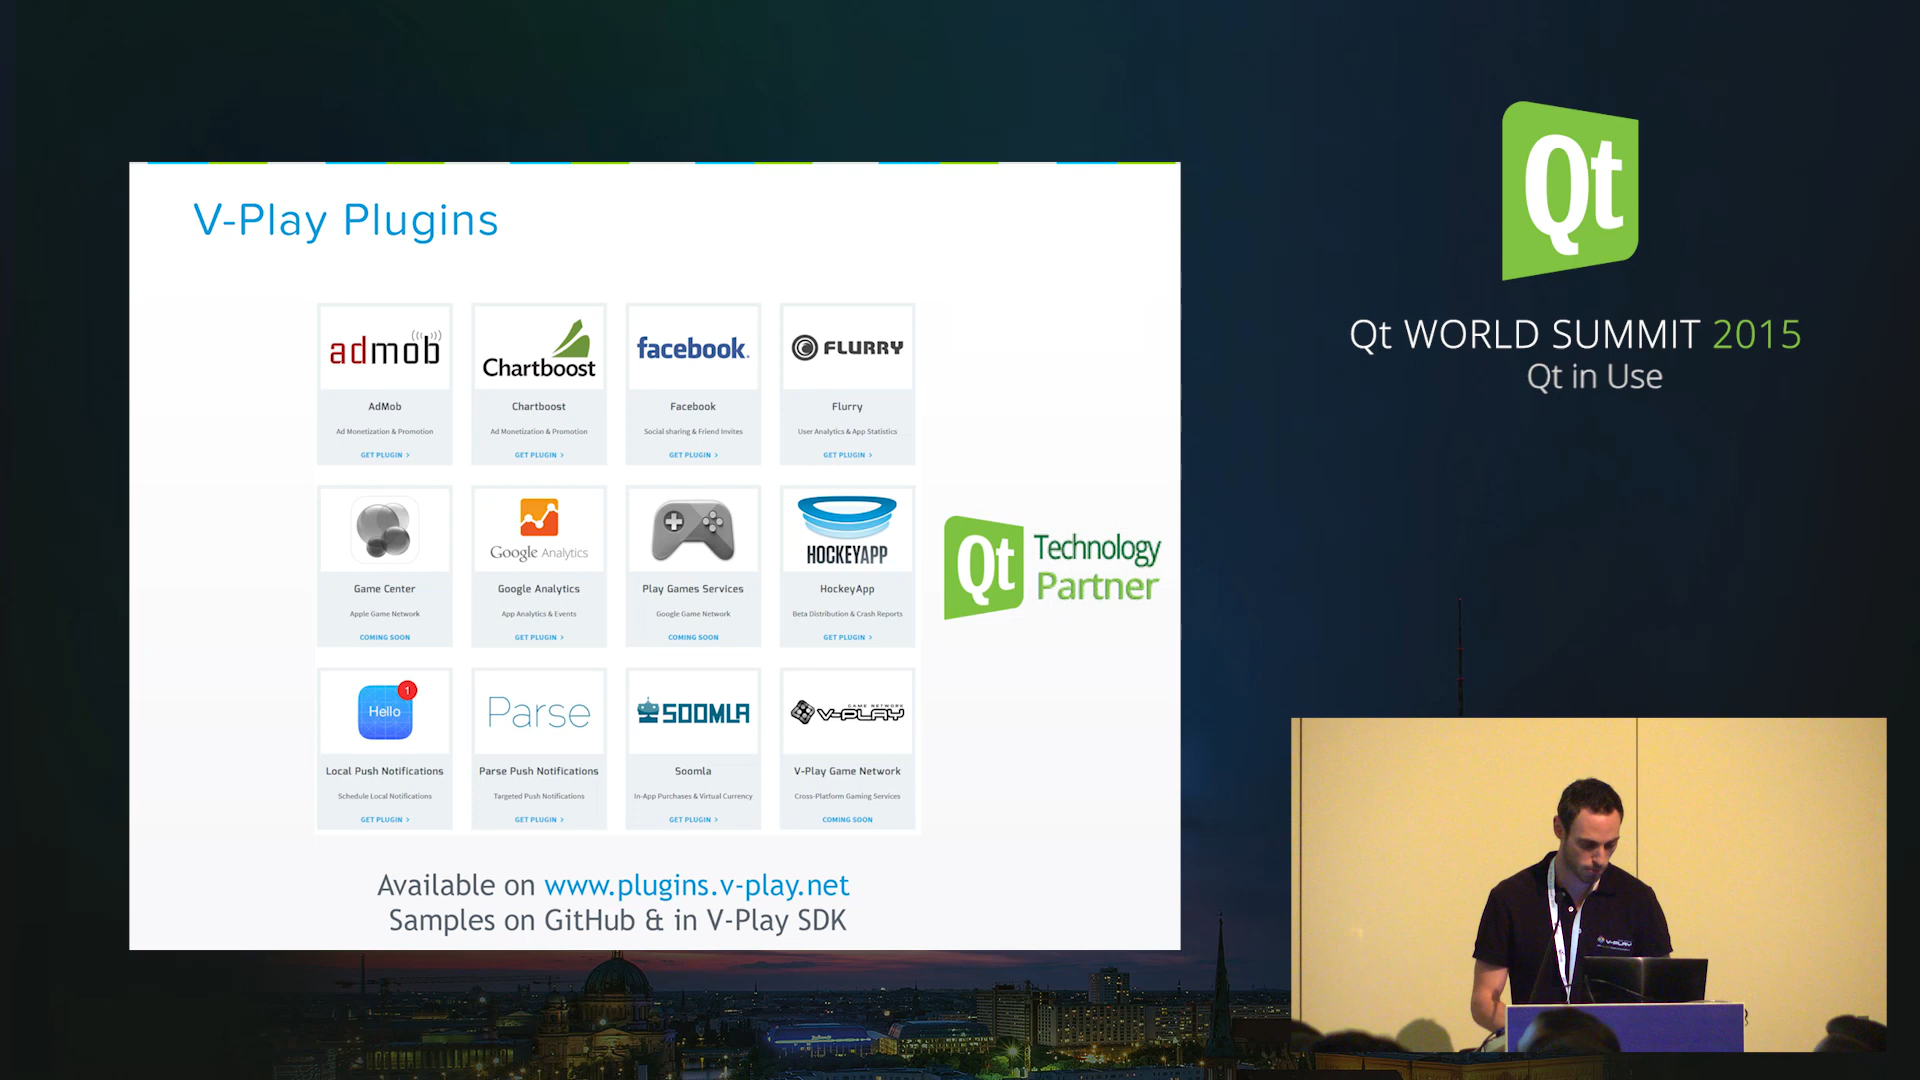 V-Play Plugins
admob
Chartboost
facebook.
FLURRY
AdMob
Chartboost
Facebook
Flurry
Ad Monetization & Promotion
Ad Monetization & Promotion
Social sharing & Friend Invites
User Analytics & App Statistics
GET PLUGIN >
GET PLUGIN >
GET PLUGIN >
GET PLUGIN >
Google Analytics
HOCKEYAPP
Game Center
Google Analytics
Play Games Services
HockeyApp
Apple Game Network
App Analytics & Events
Google Game Network
Beta Distribution & Crash Reports
COMING SOON
GET PLUGIN >
COMING SOON
GET PLUGIN >
1
Hello
Parse
SOOMLA
GAME NETWORK
V-PLAY
Local Push Notifications
Parse Push Notifications
Soomla
V-Play Game Network
Schedule Local Notifications
Targeted Push Notifications
In-App Purchases & Virtual Currency
Cross-Platform Gaming Services
GET PLUGIN >
GET PLUGIN >
GET PLUGIN >
COMING SOON
Qt Technology
Partner
Available on www.plugins.v-play.net
Samples on GitHub & in V-Play SDK
Qt
Qt WORLD SUMMIT 2015
Qt in Use
V-PLAY